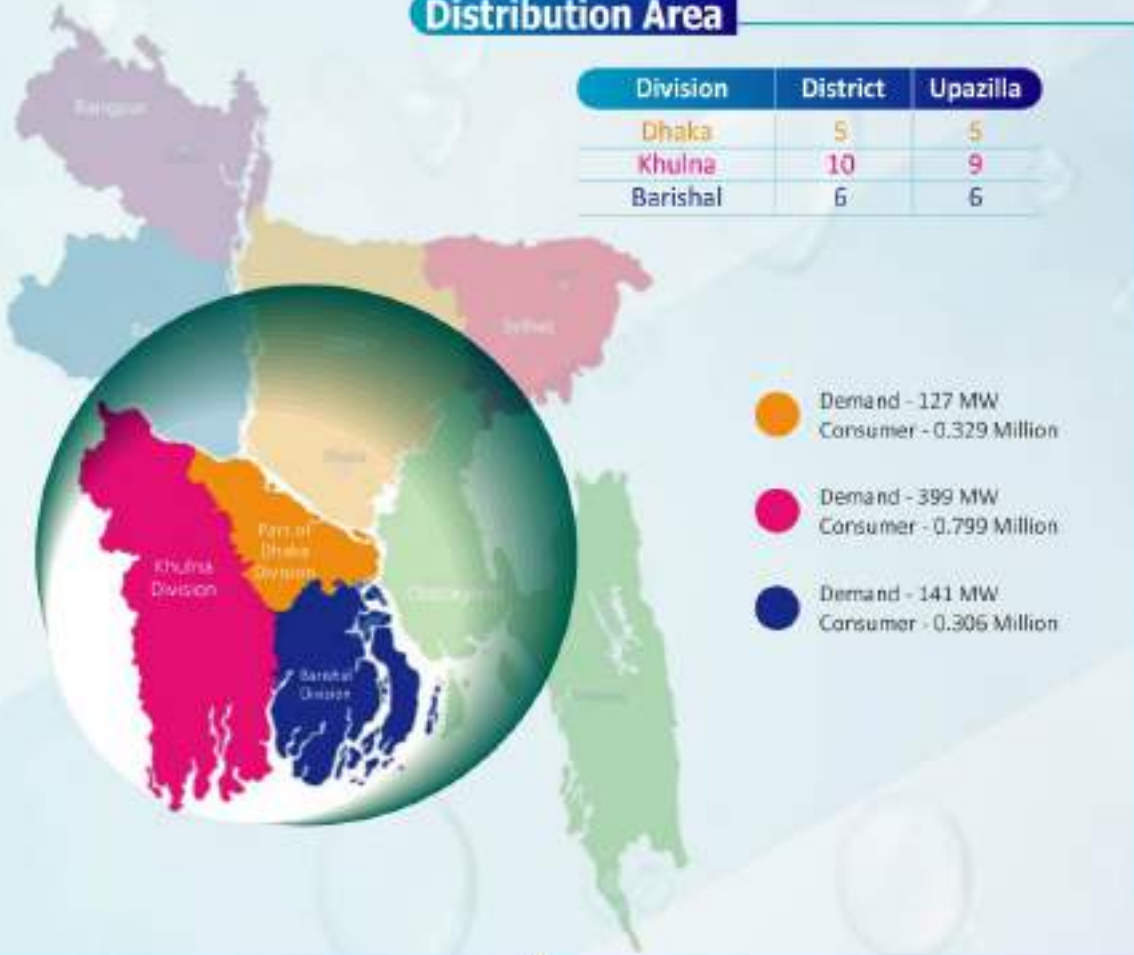 Distribution Area
Division District Upazilla
Dhaka 5 5
Khulna 10 9
Barishal 6 6
Rangpur
Sylhet
Demand - 127 MW
Consumer - 0.329 Million
Demand - 399 MW
Consumer - 0.799 Million
Demand - 141 MW
Consumer - 0.306 Million
Dhaka
Part of
Dhaka
Division
Khulna
Division
Barishal
Division